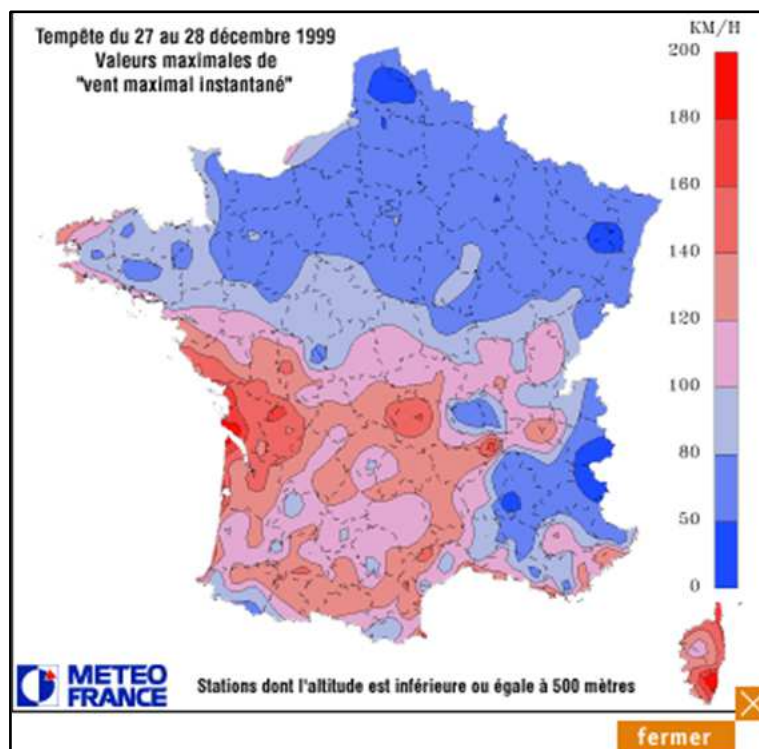 Tempête du 27 au 28 décembre 1999
Valeurs maximales de
"vent maximal instantané"
KM/H
200
180
160
140
120
100
80
50
0
METEO
FRANCE
Stations dont l'altitude est inférieure ou égale à 500 mètres
fermer